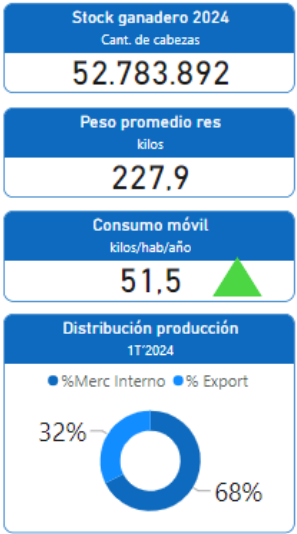 Stock ganadero 2024
Cant. de cabezas
52.783.892
Peso promedio res
kilos
227,9
Consumo móvil
kilos/hab/año
51,5
Distribución producción
1T´2024
%Merc Interno % Export
32%
68%